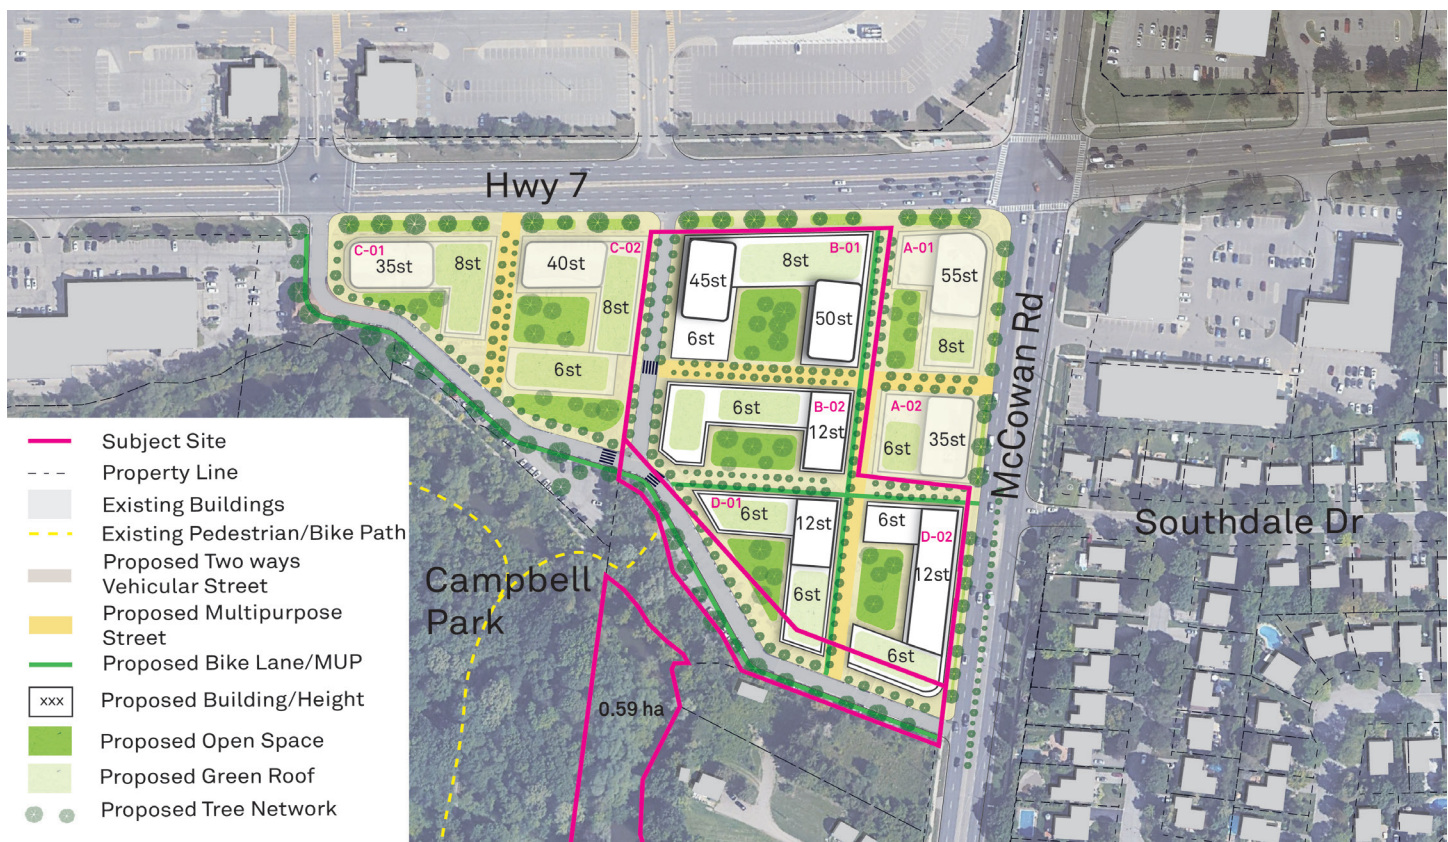 Hwy 7
C-01
35st
8st
40st
C-02
8st
6st
45st
8st
B-01
50st
6st
A-01
55st
8st
6st
B-02
12st
A-02
6st
35st
McCowan Rd
D-01
6st
12st
6st
6st
D-02
12st
6st
Southdale Dr
Campbell
Park
0.59 ha
Subject Site
Property Line
Existing Buildings
Existing Pedestrian/Bike Path
Proposed Two ways
Vehicular Street
Proposed Multipurpose
Street
Proposed Bike Lane/MUP
xxx
Proposed Building/Height
Proposed Open Space
Proposed Green Roof
Proposed Tree Network